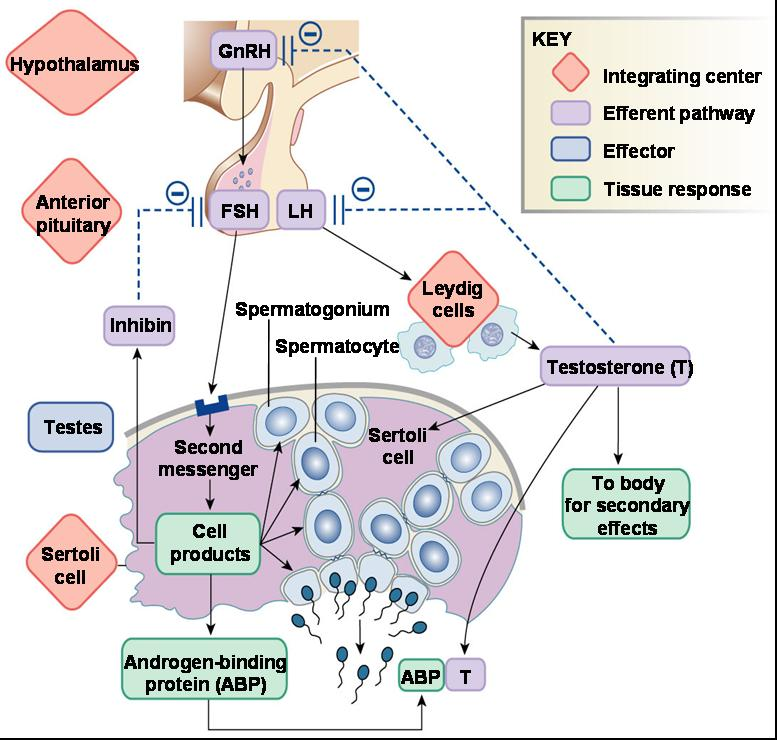 GnRH
−
KEY
Hypothalamus
Integrating center
Efferent pathway
Effector
Tissue response
Anterior
pituitary
−
FSH
LH
−
Leydig
cells
Inhibin
Spermatogonium
Spermatocyte
Testosterone (T)
Testes
Second
messenger
Sertoli
cell
To body
for secondary
effects
Cell
products
Sertoli
cell
Androgen-binding
protein (ABP)
ABP
T